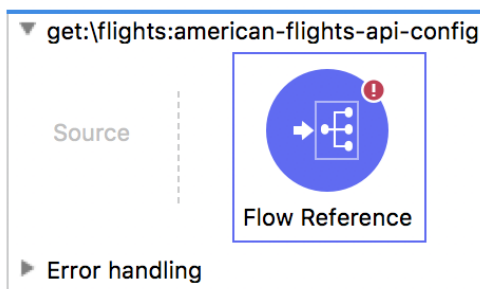 get:\flights:american-flights-api-config
Source
Flow Reference
Error handling